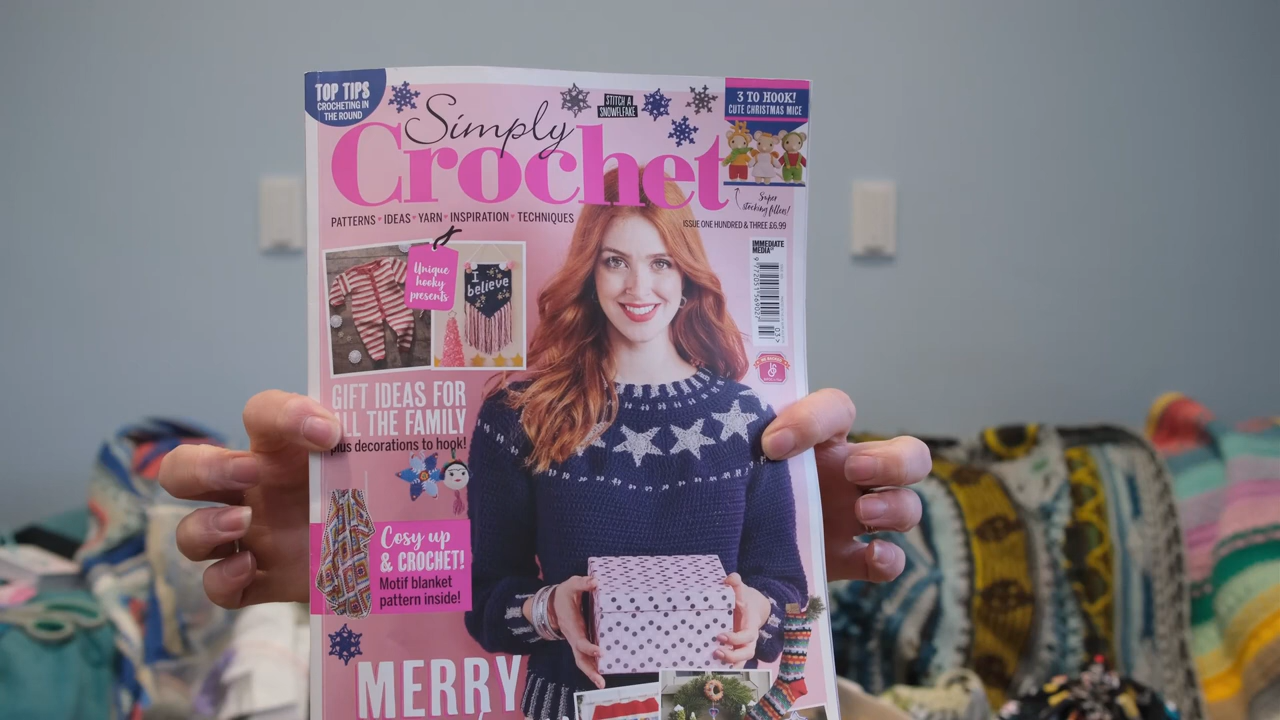 TOP TIPS
CROCHETING IN
THE ROUND
STITCH A
SNOWFLAKE
3 TO HOOK!
CUTE CHRISTMAS MICE
Simply
Crochet
Super
stocking fillers!
PATTERNS IDEAS YARN INSPIRATION TECHNIQUES
ISSUE ONE HUNDRED & THREE £6.99
IMMEDIATE
MEDIA
Unique
hooky
presents
I
believe
03>
GIFT IDEAS FOR
ALL THE FAMILY
plus decorations to hook!
Cosy up
& CROCHET!
Motif blanket
pattern inside!
MERRY